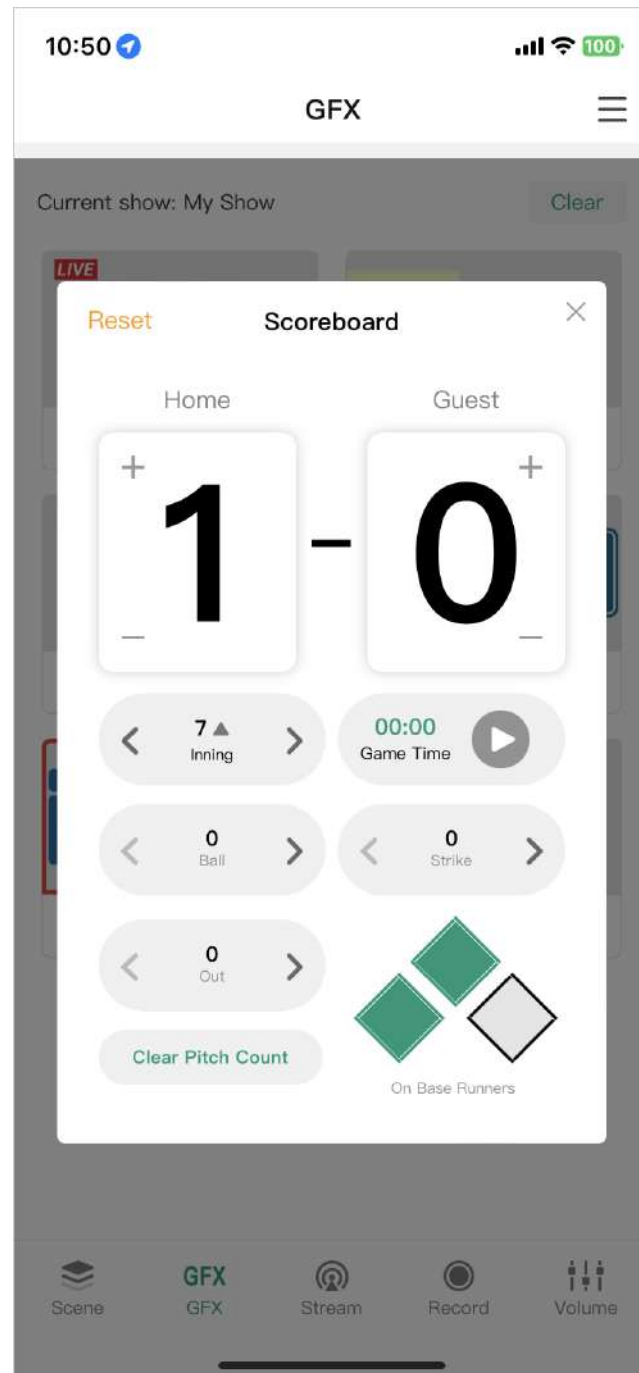 10:50
100
GFX
Current show: My Show
Clear
LIVE
Reset
Scoreboard
Home
Guest
+
+
1 - 0
−
−
7 ▲
Inning
00:00
Game Time
0
Ball
0
Strike
0
Out
Clear Pitch Count
On Base Runners
GFX
Scene
GFX
Stream
Record
Volume